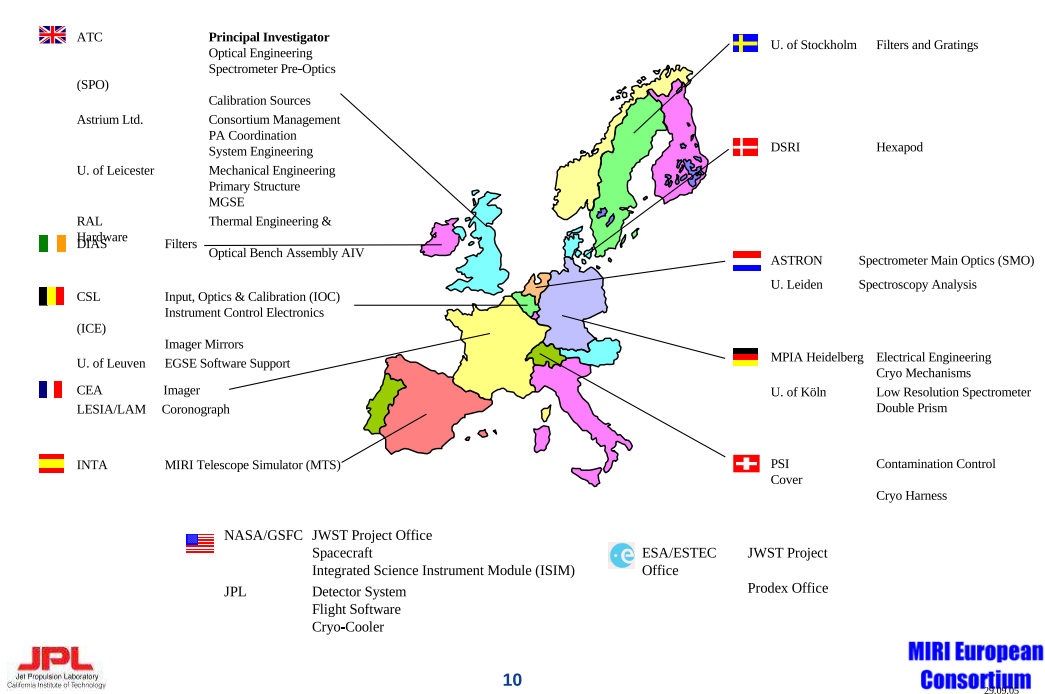 ATC Principal Investigator
Optical Engineering
Spectrometer Pre-Optics
(SPO)
Calibration Sources
Astrium Ltd. Consortium Management
PA Coordination
System Engineering
U. of Leicester Mechanical Engineering
Primary Structure
MGSE
RAL Thermal Engineering &
Hardware
Optical Bench Assembly AIV
DIAS Filters
CSL Input, Optics & Calibration (IOC)
Instrument Control Electronics
(ICE)
Imager Mirrors
U. of Leuven EGSE Software Support
CEA Imager
LESIA/LAM Coronograph
INTA MIRI Telescope Simulator (MTS)
U. of Stockholm Filters and Gratings
DSRI Hexapod
ASTRON Spectrometer Main Optics (SMO)
U. Leiden Spectroscopy Analysis
MPIA Heidelberg Electrical Engineering
Cryo Mechanisms
U. of Köln Low Resolution Spectrometer
Double Prism
PSI Contamination Control
Cover
Cryo Harness
NASA/GSFC JWST Project Office
Spacecraft
Integrated Science Instrument Module (ISIM)
JPL Detector System
Flight Software
Cryo-Cooler
ESA/ESTEC JWST Project
Office
Prodex Office
JPL
Jet Propulsion Laboratory
California Institute of Technology
10
MIRI European
Consortium
29.09.05